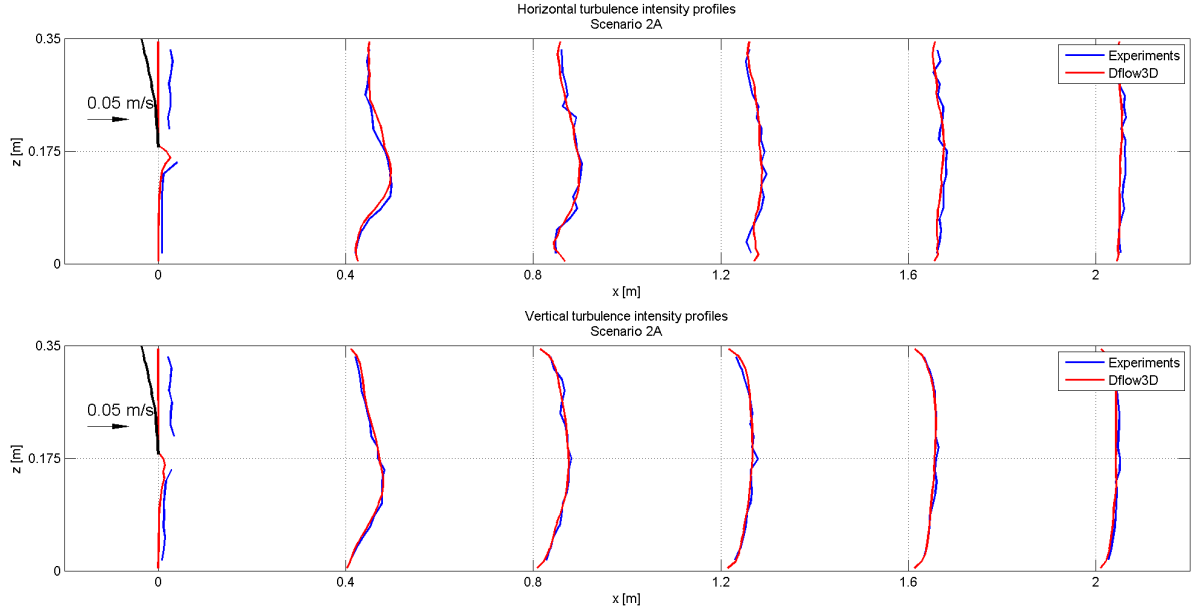 Horizontal turbulence intensity profiles
Scenario 2A
0.35
Experiments
Dflow3D
0.05 m/s
z [m]
0.175
0
0
0.4
0.8
1.2
1.6
2
x [m]
Vertical turbulence intensity profiles
Scenario 2A
0.35
Experiments
Dflow3D
0.05 m/s
z [m]
0.175
0
0
0.4
0.8
1.2
1.6
2
x [m]